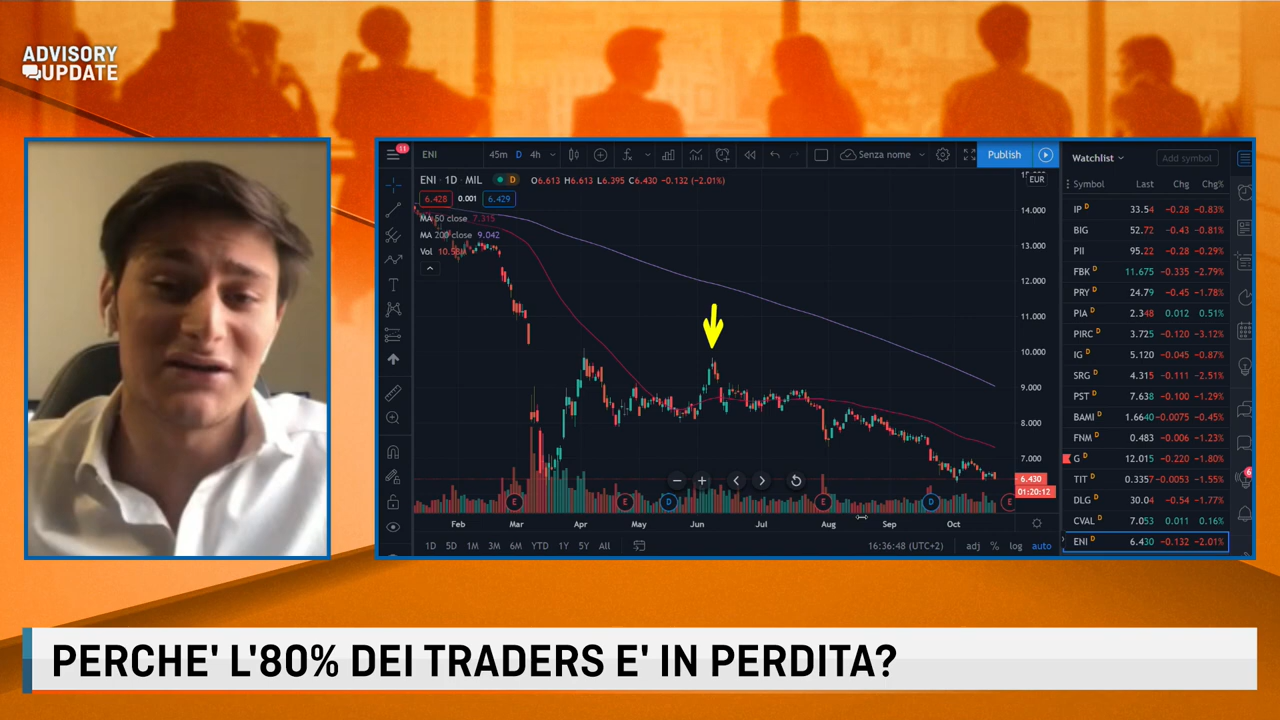 ADVISORY
UPDATE
11
ENI
45m D 4h
Senza nome
Publish
ENI · 1D · MIL D O6.613 H6.613 L6.395 C6.430 −0.132 (−2.01%)
6.428 0.001 6.429
MA 50 close 7.315
MA 200 close 9.042
Vol 10.58M
EUR
14.000
13.000
12.000
11.000
10.000
9.000
8.000
7.000
6.430
01:20:12
E E D E D E
Feb Mar Apr May Jun Jul Aug Sep Oct
1D 5D 1M 3M 6M YTD 1Y 5Y All
16:36:48 (UTC+2) adj % log auto
Watchlist Add symbol
Symbol Last Chg Chg%
IP D 33.54 −0.28 −0.83%
BIG 52.72 −0.43 −0.81%
PII 95.22 −0.28 −0.29%
FBK D 11.675 −0.335 −2.79%
PRY D 24.79 −0.45 −1.78%
PIA D 2.348 0.012 0.51%
PIRC D 3.725 −0.120 −3.12%
IG D 5.120 −0.045 −0.87%
SRG D 4.315 −0.111 −2.51%
PST D 7.638 −0.100 −1.29%
BAMI D 1.6640 −0.0075 −0.45%
FNM D 0.483 −0.006 −1.23%
G D 12.015 −0.220 −1.80%
TIT D 0.3357 −0.0053 −1.55%
DLG D 30.04 −0.54 −1.77%
CVAL D 7.053 0.011 0.16%
ENI D 6.430 −0.132 −2.01%
PERCHE' L'80% DEI TRADERS E' IN PERDITA?